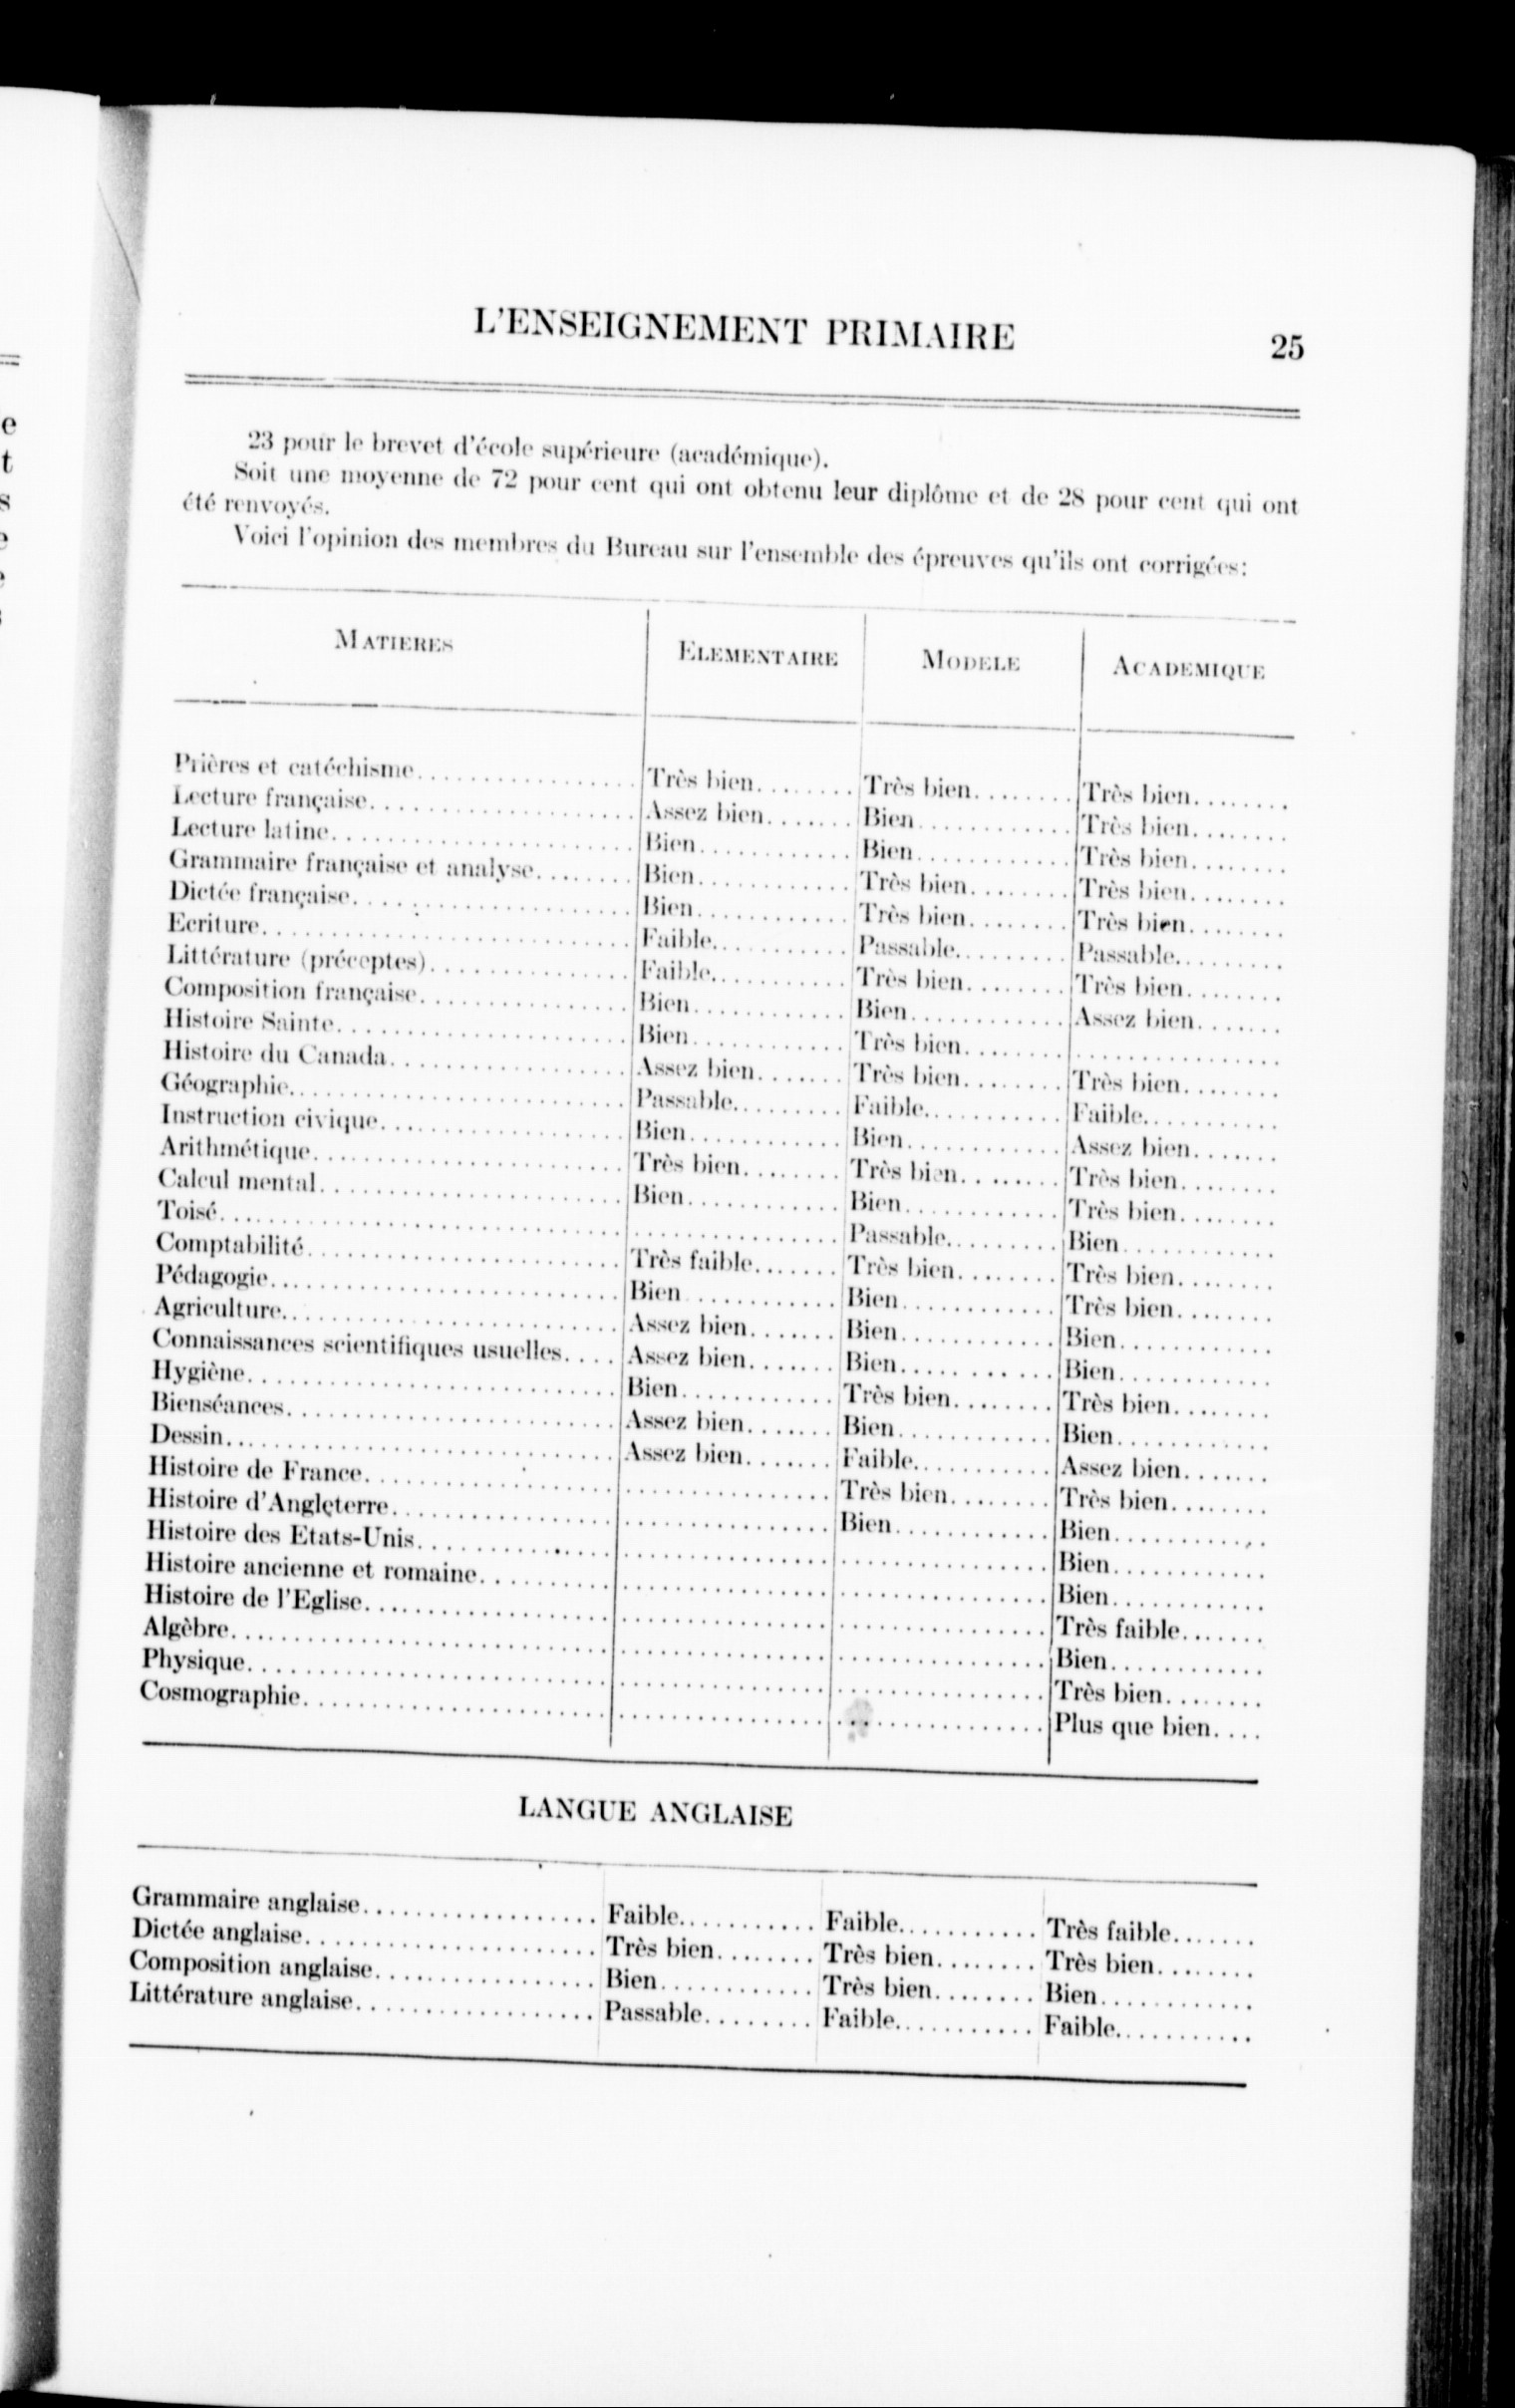 L'ENSEIGNEMENT PRIMAIRE 25
23 pour le brevet d'école supérieure (académique).
Soit une moyenne de 72 pour cent qui ont obtenu leur diplôme et de 28 pour cent qui ont
été renvoyés.
Voici l'opinion des membres du Bureau sur l'ensemble des épreuves qu'ils ont corrigées:
MATIERES ELEMENTAIRE MODELE ACADEMIQUE
Prières et catéchisme Très bien Très bien Très bien
Lecture française Assez bien Bien Très bien
Lecture latine Bien Bien Très bien
Grammaire française et analyse Bien Très bien Très bien
Dictée française Bien Très bien Très bien
Ecriture Faible Passable Passable
Littérature (préceptes) Faible Très bien Très bien
Composition française Bien Bien Assez bien
Histoire Sainte Bien Très bien
Histoire du Canada Assez bien Très bien Très bien
Géographie Passable Faible Faible
Instruction civique Bien Bien Assez bien
Arithmétique Très bien Très bien Très bien
Calcul mental Bien Bien Très bien
Toisé Passable Bien
Comptabilité Très faible Très bien Très bien
Pédagogie Bien Bien Très bien
Agriculture Assez bien Bien Bien
Connaissances scientifiques usuelles Assez bien Bien Bien
Hygiène Bien Très bien Très bien
Bienséances Assez bien Bien Bien
Dessin Assez bien Faible Assez bien
Histoire de France Très bien Très bien
Histoire d'Angleterre Bien Bien
Histoire des Etats-Unis Bien
Histoire ancienne et romaine Bien
Histoire de l'Eglise Très faible
Algèbre Bien
Physique Très bien
Cosmographie Plus que bien
LANGUE ANGLAISE
Grammaire anglaise Faible Faible Très faible
Dictée anglaise Très bien Très bien Très bien
Composition anglaise Bien Très bien Bien
Littérature anglaise Passable Faible Faible